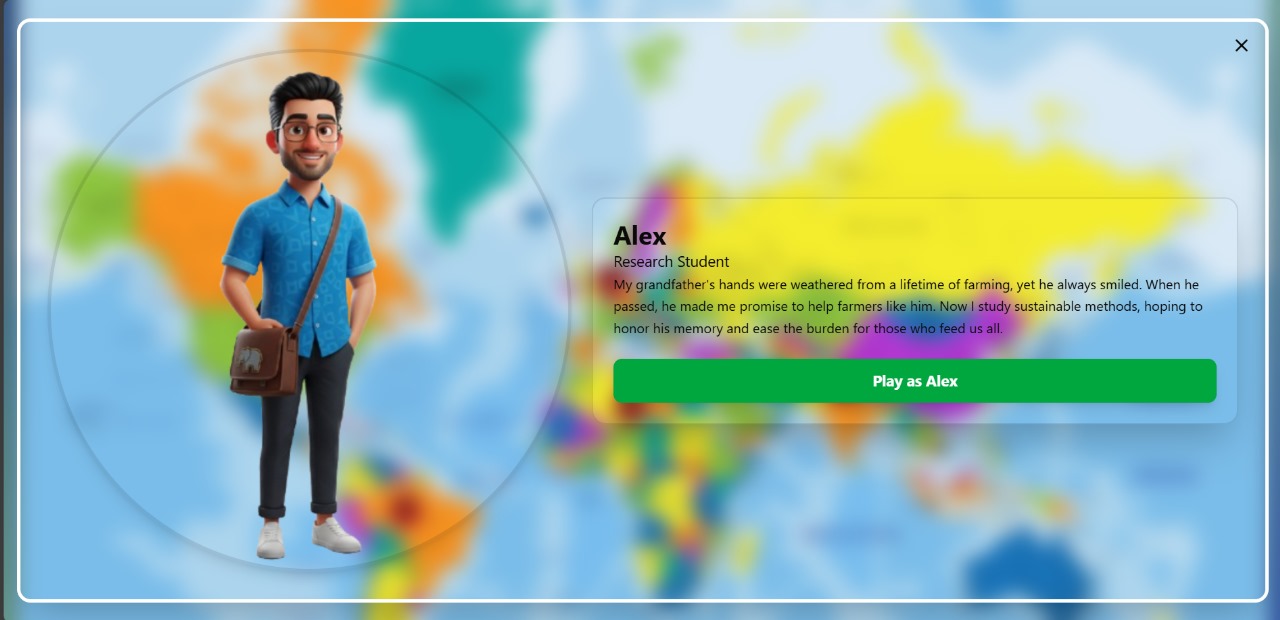 Alex
Research Student
My grandfather's hands were weathered from a lifetime of farming, yet he always smiled. When he
passed, he made me promise to help farmers like him. Now I study sustainable methods, hoping to
honor his memory and ease the burden for those who feed us all.
Play as Alex